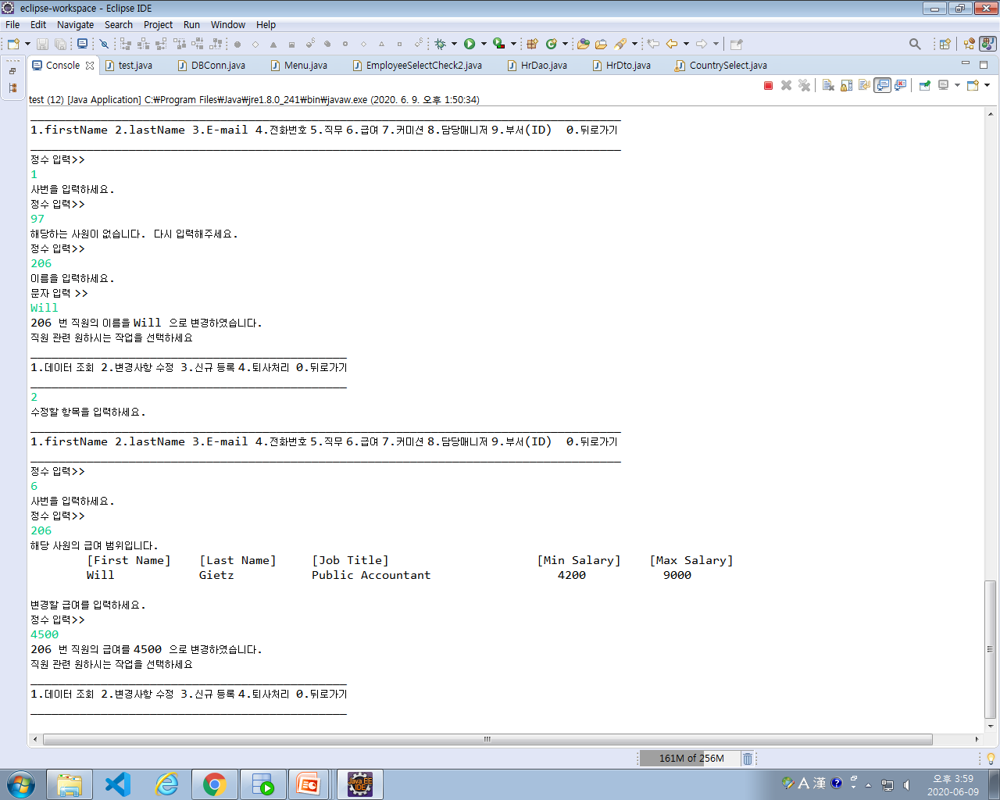 eclipse-workspace - Eclipse IDE
File Edit Navigate Search Project Run Window Help
Console test.java DBConn.java Menu.java EmployeeSelectCheck2.java HrDao.java HrDto.java CountrySelect.java
test (12) [Java Application] C:₩Program Files₩Java₩jre1.8.0_241₩bin₩javaw.exe (2020. 6. 9. 오후 1:50:34)
1.firstName 2.lastName 3.E-mail 4.전화번호 5.직무 6.급여 7.커미션 8.담당매니저 9.부서(ID) 0.뒤로가기
정수 입력>>
1
사번을 입력하세요.
정수 입력>>
97
해당하는 사원이 없습니다. 다시 입력해주세요.
정수 입력>>
206
이름을 입력하세요.
문자 입력 >>
Will
206 번 직원의 이름을 Will 으로 변경하였습니다.
직원 관련 원하시는 작업을 선택하세요
1.데이터 조회 2.변경사항 수정 3.신규 등록 4.퇴사처리 0.뒤로가기
2
수정할 항목을 입력하세요.
1.firstName 2.lastName 3.E-mail 4.전화번호 5.직무 6.급여 7.커미션 8.담당매니저 9.부서(ID) 0.뒤로가기
정수 입력>>
6
사번을 입력하세요.
정수 입력>>
206
해당 사원의 급여 범위입니다.
[First Name] [Last Name] [Job Title] [Min Salary] [Max Salary]
Will Gietz Public Accountant 4200 9000
변경할 급여를 입력하세요.
정수 입력>>
4500
206 번 직원의 급여를 4500 으로 변경하였습니다.
직원 관련 원하시는 작업을 선택하세요
1.데이터 조회 2.변경사항 수정 3.신규 등록 4.퇴사처리 0.뒤로가기
161M of 256M
Java EE IDE
A 漢
오후 3:59
2020-06-09